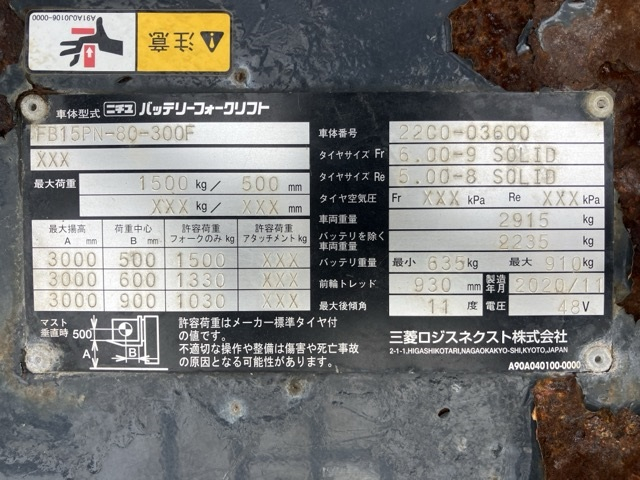 A91A0J106-0000
注意
車体型式 ニチユ バッテリーフォークリフト
FB15PN-80-300F
XXX
最大荷重 1500 kg / 500 mm
XXX kg / XXX mm
最大揚高 A mm 荷重中心 B mm 許容荷重 フォークのみ kg 許容荷重 アタッチメント kg
3000 500 1500 XXX
3000 600 1330 XXX
3000 900 1030 XXX
マスト垂直時 500 A B
許容荷重はメーカー標準タイヤ付
の値です。
不適切な操作や整備は傷害や死亡事故
の原因となる可能性があります。
車体番号 22C0-03600
タイヤサイズ Fr 6.00-9 SOLID
タイヤサイズ Re 5.00-8 SOLID
タイヤ空気圧 Fr XXX kPa Re XXX kPa
車両重量 2915 kg
バッテリを除く車両重量 2235 kg
バッテリ重量 最小 635 kg 最大 910 kg
前輪トレッド 930 mm 製造年月 2020/11
最大後傾角 11 度 電圧 48 V
三菱ロジスネクスト株式会社
2-1-1,HIGASHIKOTARI,NAGAOKAKYO-SHI,KYOTO,JAPAN
A90A040100-0000